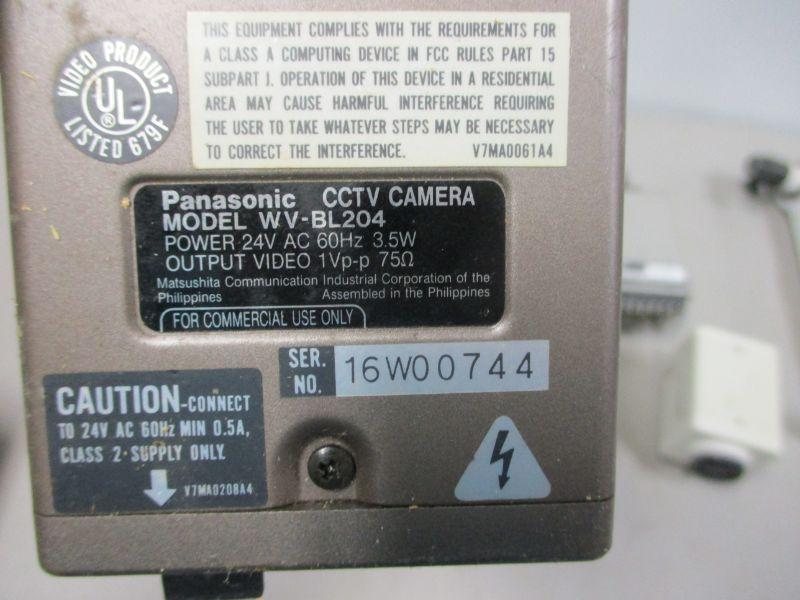 THIS EQUIPMENT COMPLIES WITH THE REQUIREMENTS FOR
A CLASS A COMPUTING DEVICE IN FCC RULES PART 15
SUBPART J. OPERATION OF THIS DEVICE IN A RESIDENTIAL
AREA MAY CAUSE HARMFUL INTERFERENCE REQUIRING
THE USER TO TAKE WHATEVER STEPS MAY BE NECESSARY
TO CORRECT THE INTERFERENCE. V7MA0061A4
VIDEO PRODUCT
UL ®
LISTED 679F
Panasonic CCTV CAMERA
MODEL WV-BL204
POWER 24V AC 60Hz 3.5W
OUTPUT VIDEO 1Vp-p 75Ω
Matsushita Communication Industrial Corporation of the
Philippines Assembled in the Philippines
FOR COMMERCIAL USE ONLY
SER. NO. 16W00744
CAUTION-CONNECT
TO 24V AC 60Hz MIN 0.5A,
CLASS 2·SUPPLY ONLY.
V7MA0208A4